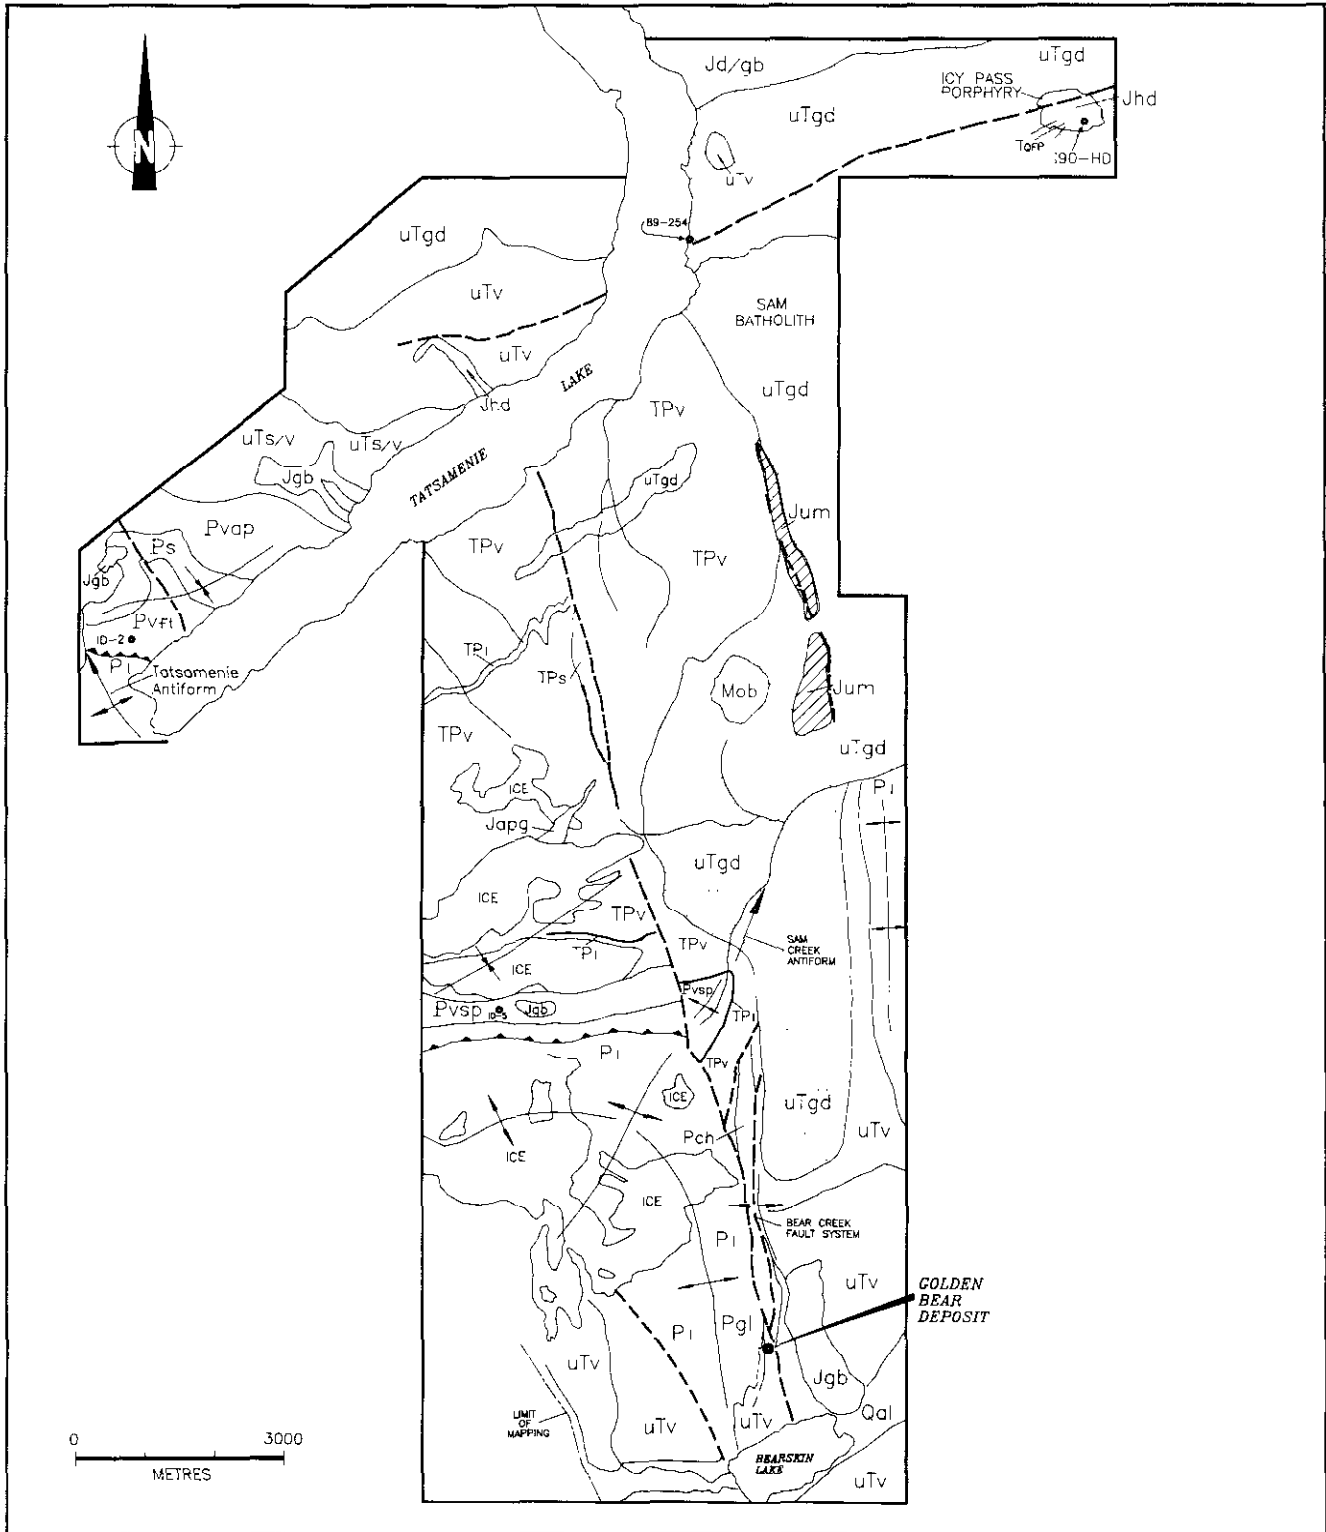 Jd/gb
uTgd
ICY PASS
PORPHYRY
Jhd
uTgd
TQFP
390-HD
uTv
N
89-254
uTgd
uTv
SAM
BATHOLITH
uTv
LAKE
uTgd
TPv
Jhd
uTs/v
uTs/v
TATSAMENIE
Jgb
uTgd
Jum
Pvap
Ps
TPv
TPv
Jgb
Pvft
ID-2
Pl
Tatsamenie
Antiform
TPl
TPs
Mob
Jum
TPv
uTgd
ICE
Pl
Japg
uTgd
ICE
TPv
TPv
SAM
CREEK
ANTIFORM
TPl
ICE
Pvsp
Pvsp
ID-5
Jgb
TPl
Pl
TPv
ICE
uTgd
Pch
uTv
ICE
ICE
BEAR CREEK
FAULT SYSTEM
Pl
uTv
GOLDEN
BEAR
DEPOSIT
Pl
Pgl
uTv
Jgb
LIMIT
OF
MAPPING
uTv
uTv
Qal
BEARSKIN
LAKE
uTv
0 3000
METRES